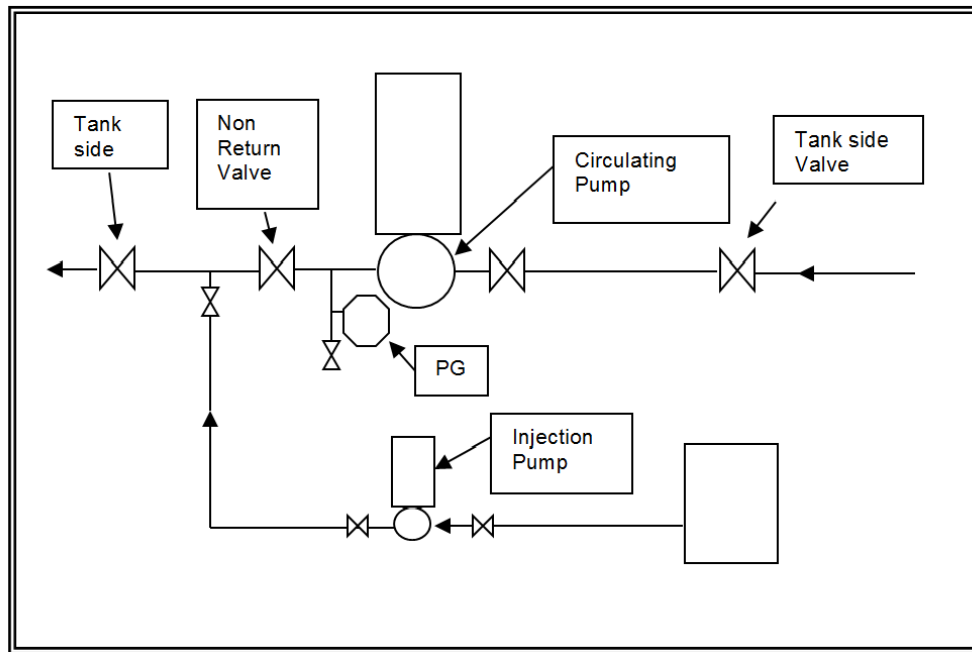 Tank
side
Non
Return
Valve
Circulating
Pump
Tank side
Valve
PG
Injection
Pump